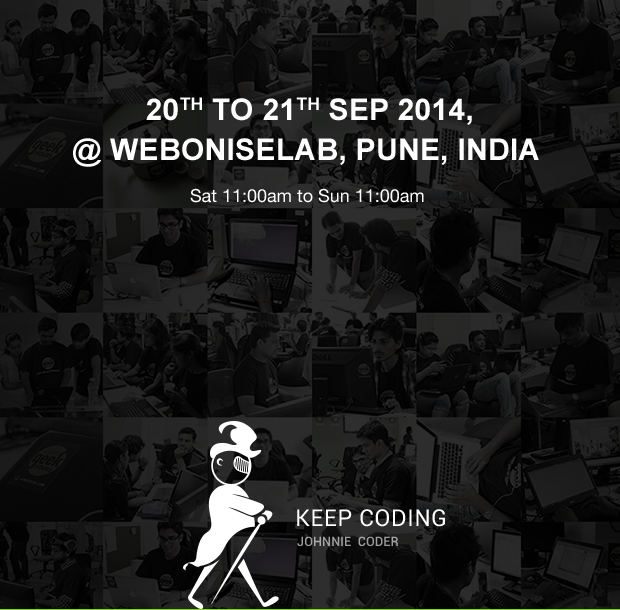 20TH TO 21TH SEP 2014,
@ WEBONISELAB, PUNE, INDIA
Sat 11:00am to Sun 11:00am
KEEP CODING
JOHNNIE CODER